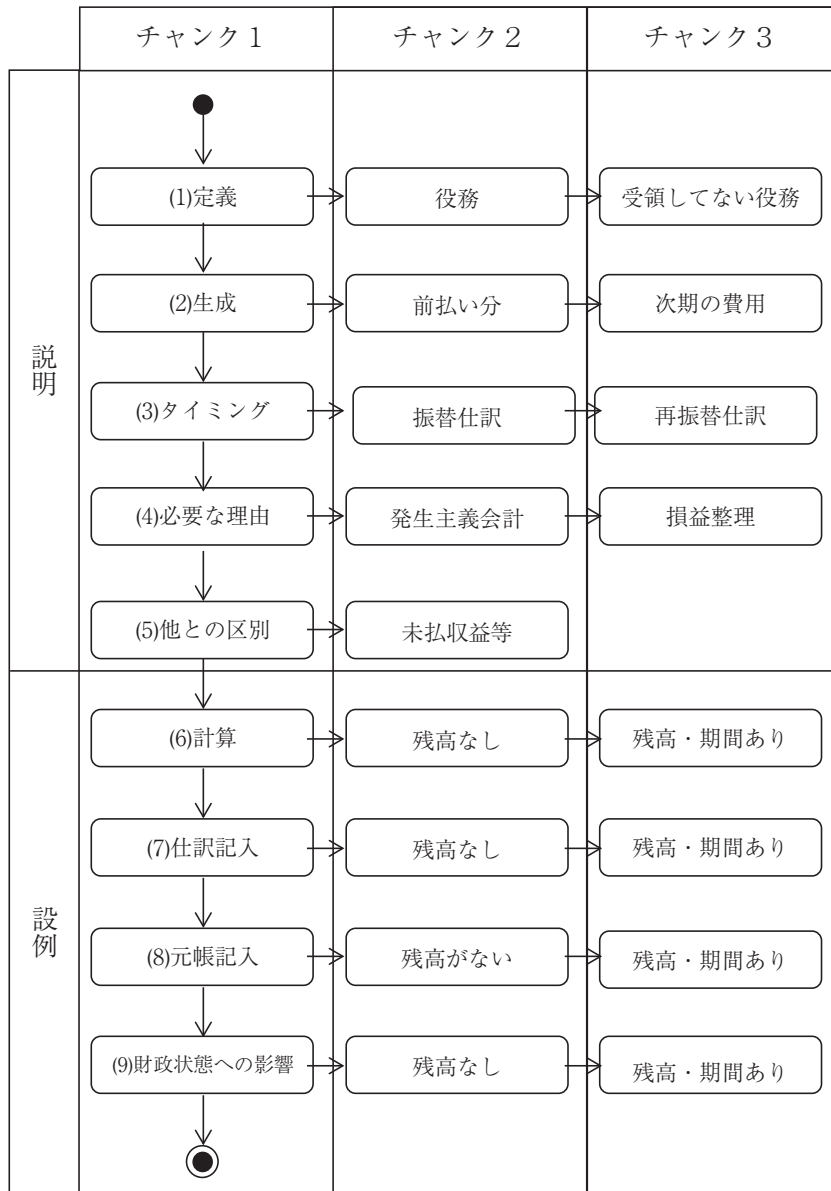 チャンク１ チャンク２ チャンク３
説明
(1)定義 役務 受領してない役務
(2)生成 前払い分 次期の費用
(3)タイミング 振替仕訳 再振替仕訳
(4)必要な理由 発生主義会計 損益整理
(5)他との区別 未払収益等
設例
(6)計算 残高なし 残高・期間あり
(7)仕訳記入 残高なし 残高・期間あり
(8)元帳記入 残高がない 残高・期間あり
(9)財政状態への影響 残高なし 残高・期間あり